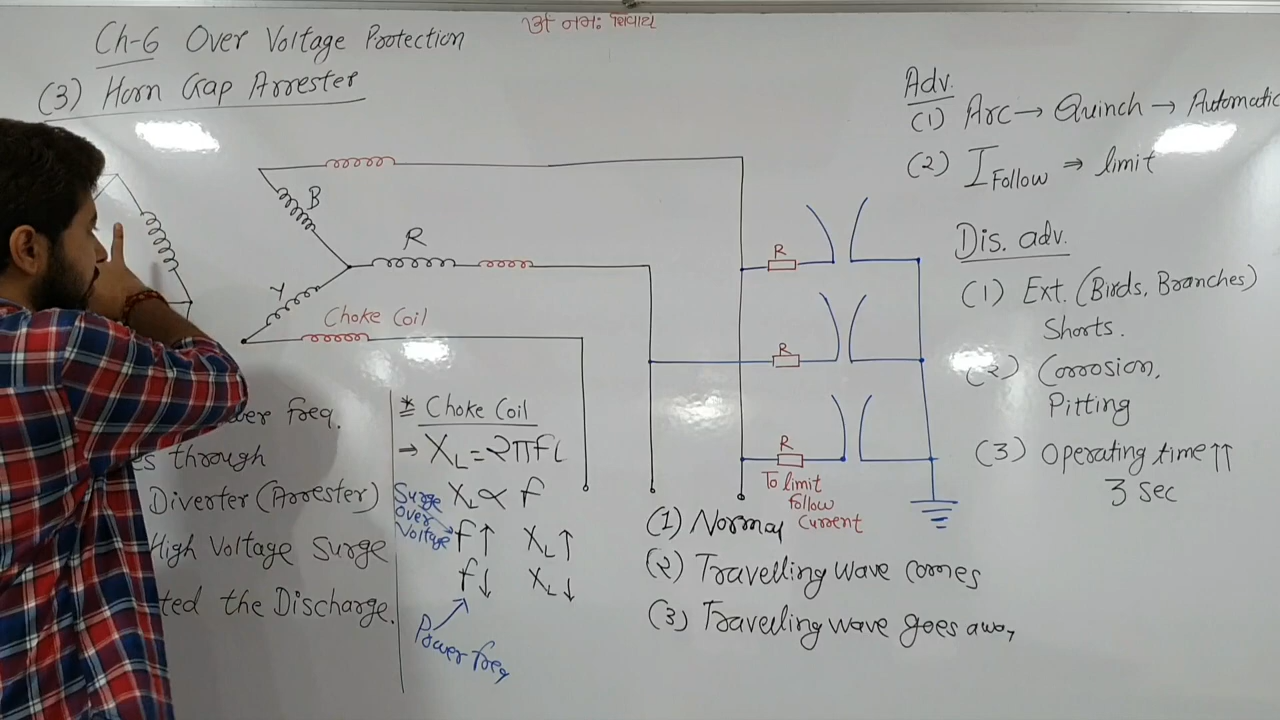 ॐ नमः शिवाय
Ch-6 Over Voltage Protection
(3) Horn Gap Arrester
B
R
Y
Choke Coil
R
R
R
To limit
follow
Current
freq.
through
Diverter (Arrester)
High Voltage Surge
the Discharge.
* Choke Coil
→ XL = 2πfL
XL ∝ f
Surge
Over
Voltage
f↑ XL↑
f↓ XL↓
Power freq
(1) Normal
(2) Travelling wave comes
(3) Travelling wave goes away
Adv.
(1) Arc → Quinch → Automatic
(2) I Follow ⇒ limit
Dis. adv.
(1) Ext. (Birds, Branches)
Shorts.
(2) Corrosion,
Pitting
(3) Operating time ↑↑
3 sec